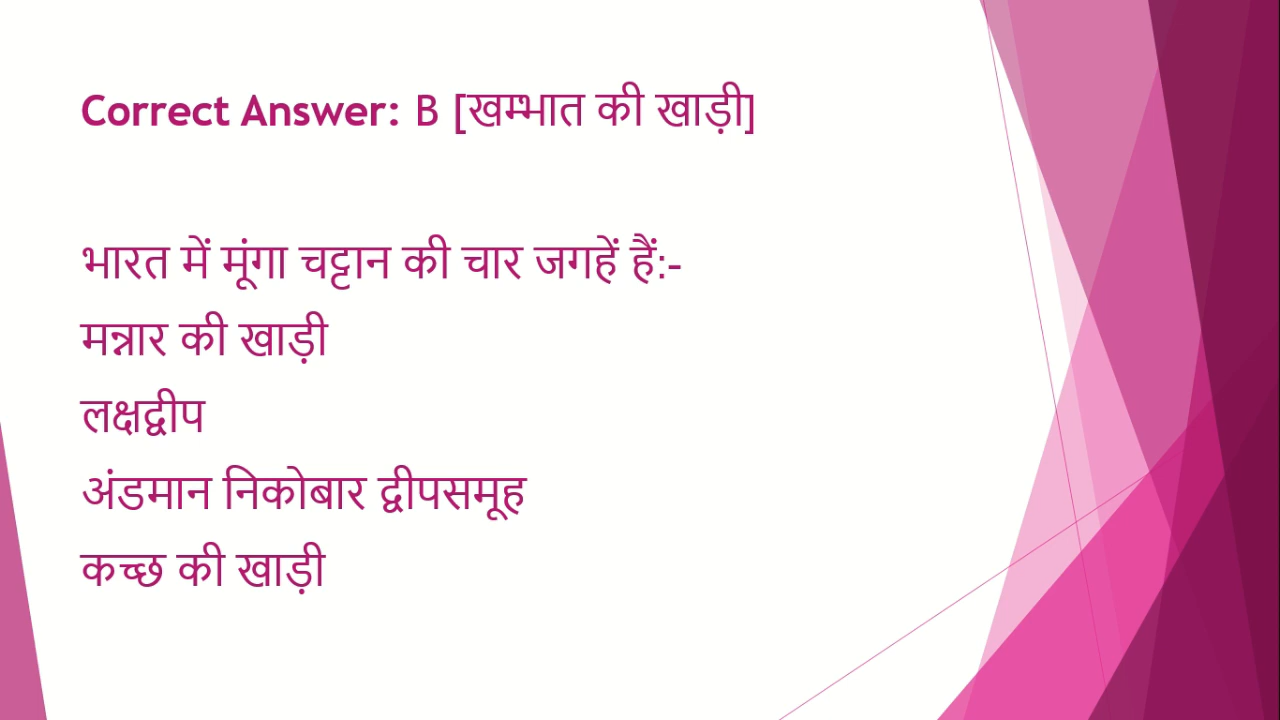 Correct Answer: B [खम्भात की खाड़ी]
भारत में मूंगा चट्टान की चार जगहें हैं:-
मन्नार की खाड़ी
लक्षद्वीप
अंडमान निकोबार द्वीपसमूह
कच्छ की खाड़ी